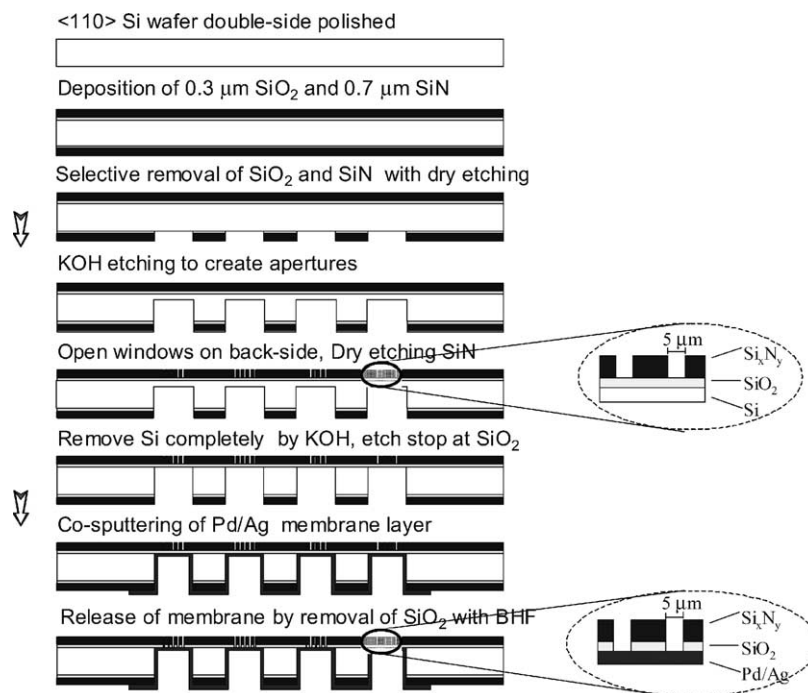 <110> Si wafer double-side polished
Deposition of 0.3 μm SiO₂ and 0.7 μm SiN
Selective removal of SiO₂ and SiN with dry etching
KOH etching to create apertures
Open windows on back-side, Dry etching SiN
5 μm
SiₓNᵧ
SiO₂
Si
Remove Si completely by KOH, etch stop at SiO₂
Co-sputtering of Pd/Ag membrane layer
Release of membrane by removal of SiO₂ with BHF
5 μm
SiₓNᵧ
SiO₂
Pd/Ag